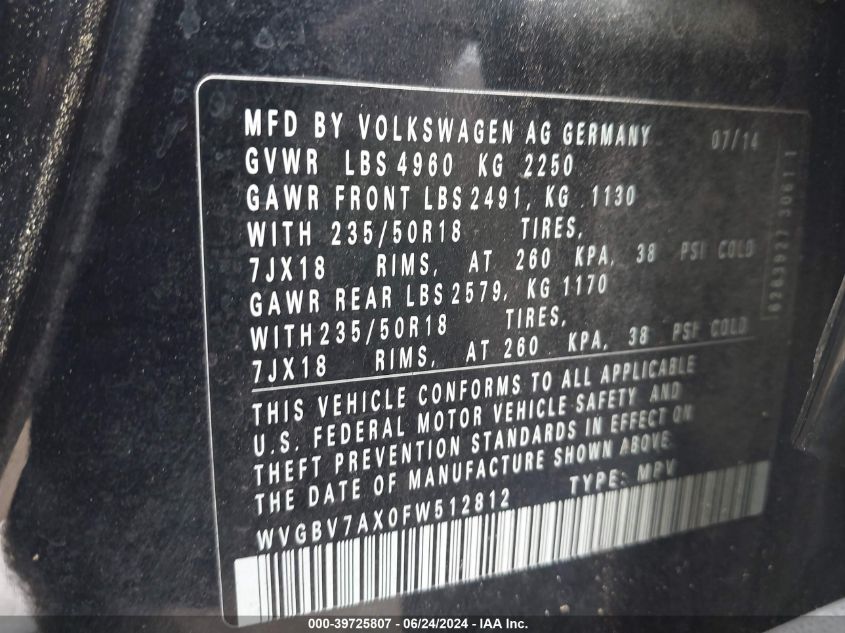 MFD BY VOLKSWAGEN AG GERMANY 07/14
GVWR LBS 4960 KG 2250
GAWR FRONT LBS 2491, KG 1130
WITH 235/50R18 TIRES,
7JX18 RIMS, AT 260 KPA, 38 PSI COLD
GAWR REAR LBS 2579, KG 1170
WITH 235/50R18 TIRES,
7JX18 RIMS, AT 260 KPA, 38 PSI COLD
THIS VEHICLE CONFORMS TO ALL APPLICABLE
U.S. FEDERAL MOTOR VEHICLE SAFETY AND
THEFT PREVENTION STANDARDS IN EFFECT ON
THE DATE OF MANUFACTURE SHOWN ABOVE.
WVGBV7AX0FW512812 TYPE: MPV
000-39725807 - 06/24/2024 - IAAI.com